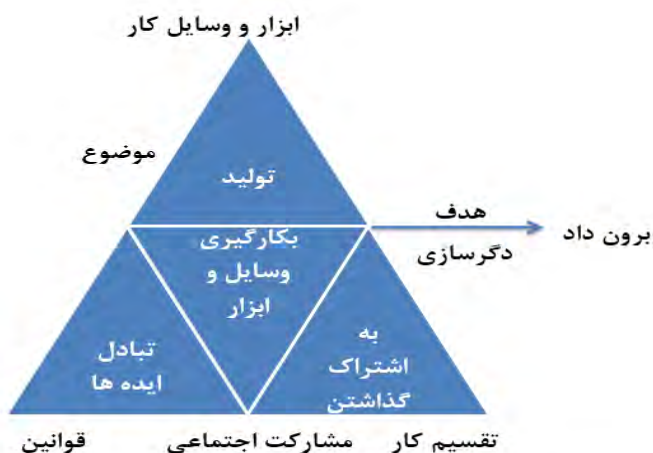 ابزار و وسایل کار
موضوع
تولید
هدف
برون داد
دگرسازی
بکارگیری
وسایل و
ابزار
تبادل
ایده ها
به
اشتراک
گذاشتن
قوانین
مشارکت اجتماعی
تقسیم کار